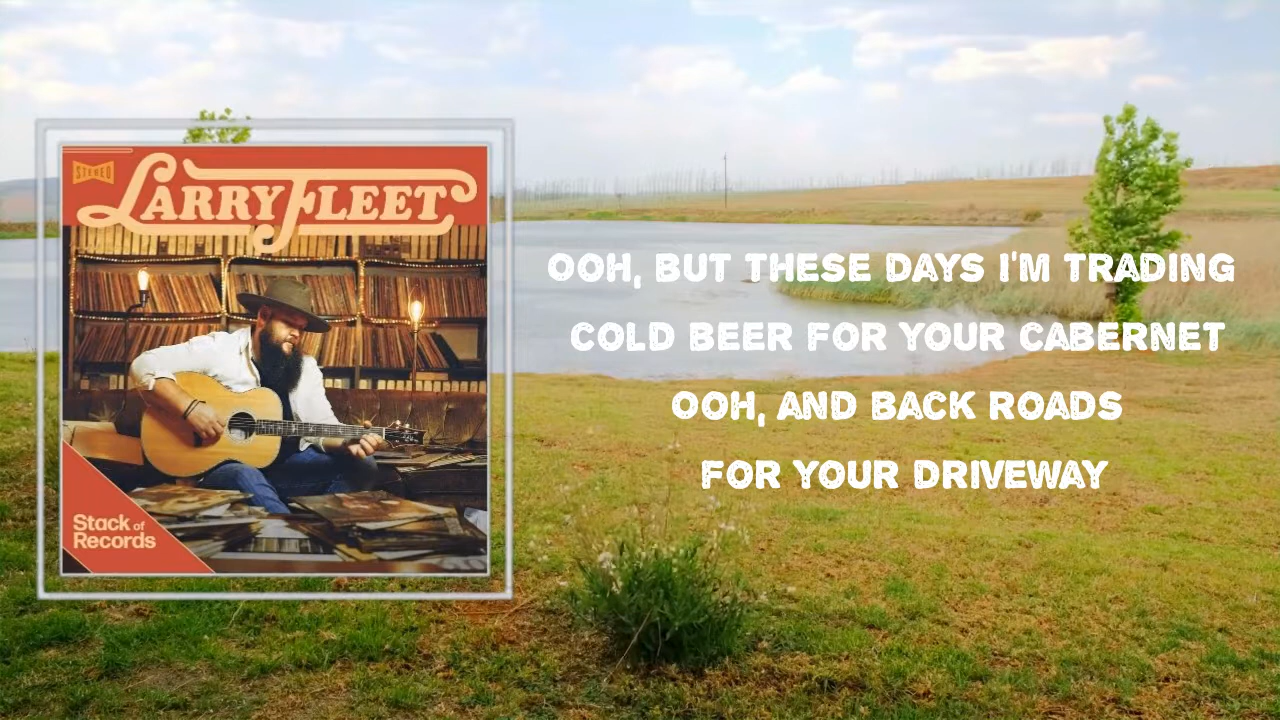 STEREO
LARRY FLEET
Stack of
Records
OOH, BUT THESE DAYS I'M TRADING
COLD BEER FOR YOUR CABERNET
OOH, AND BACK ROADS
FOR YOUR DRIVEWAY